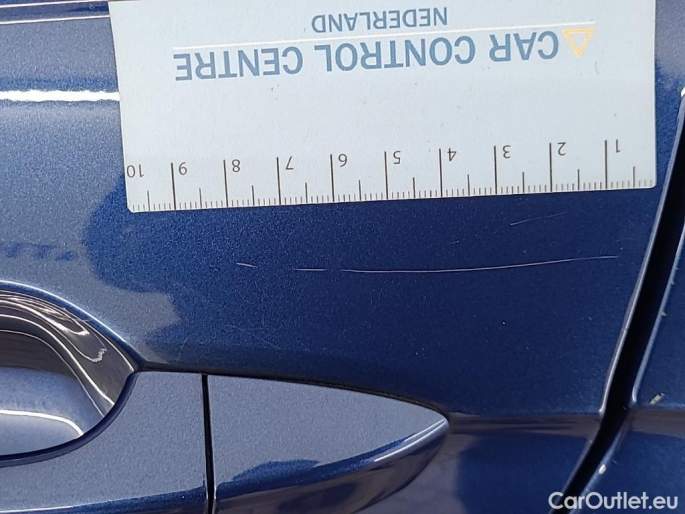 CAR CONTROL CENTRE
NEDERLAND
1 2 3 4 5 6 7 8 9 10
CarOutlet.eu